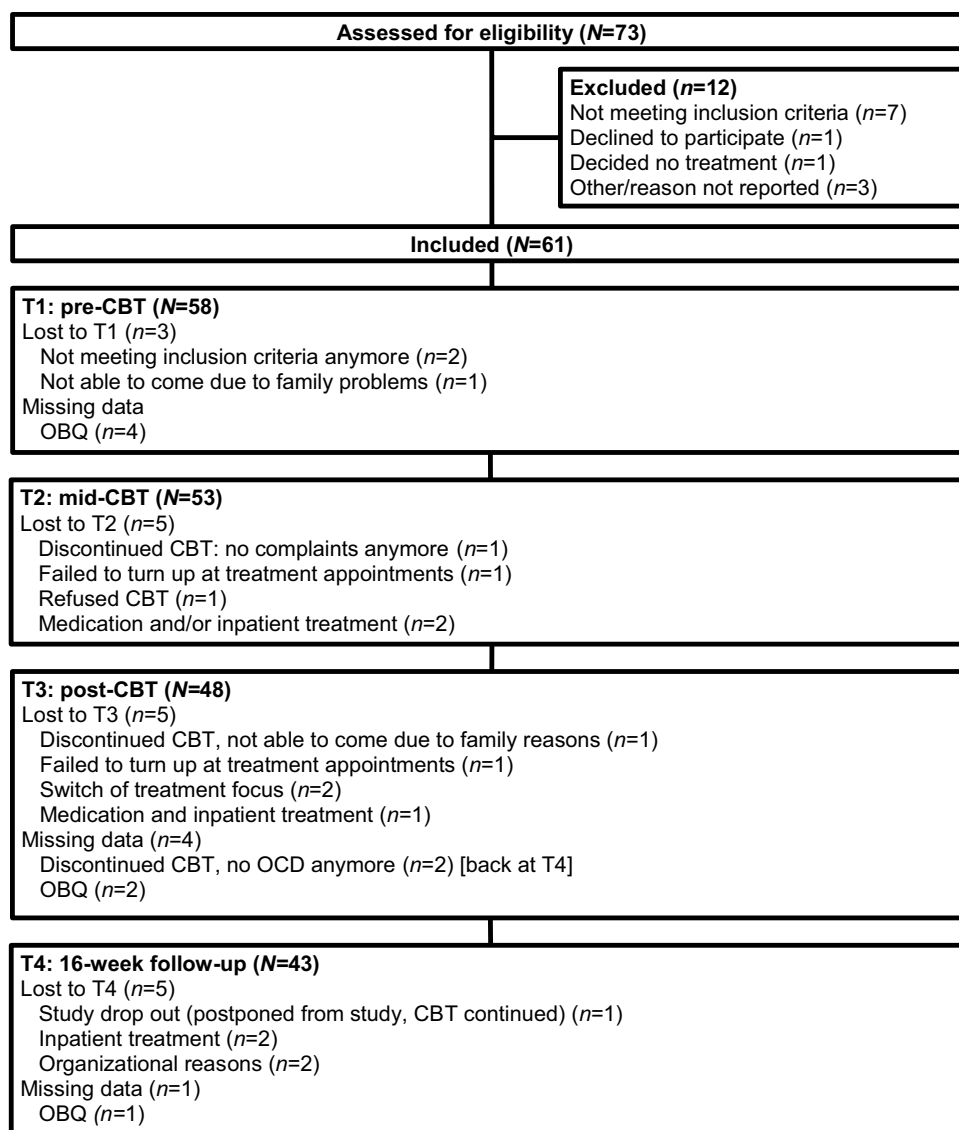 Assessed for eligibility (N=73)
Excluded (n=12)
Not meeting inclusion criteria (n=7)
Declined to participate (n=1)
Decided no treatment (n=1)
Other/reason not reported (n=3)
Included (N=61)
T1: pre-CBT (N=58)
Lost to T1 (n=3)
Not meeting inclusion criteria anymore (n=2)
Not able to come due to family problems (n=1)
Missing data
OBQ (n=4)
T2: mid-CBT (N=53)
Lost to T2 (n=5)
Discontinued CBT: no complaints anymore (n=1)
Failed to turn up at treatment appointments (n=1)
Refused CBT (n=1)
Medication and/or inpatient treatment (n=2)
T3: post-CBT (N=48)
Lost to T3 (n=5)
Discontinued CBT, not able to come due to family reasons (n=1)
Failed to turn up at treatment appointments (n=1)
Switch of treatment focus (n=2)
Medication and inpatient treatment (n=1)
Missing data (n=4)
Discontinued CBT, no OCD anymore (n=2) [back at T4]
OBQ (n=2)
T4: 16-week follow-up (N=43)
Lost to T4 (n=5)
Study drop out (postponed from study, CBT continued) (n=1)
Inpatient treatment (n=2)
Organizational reasons (n=2)
Missing data (n=1)
OBQ (n=1)